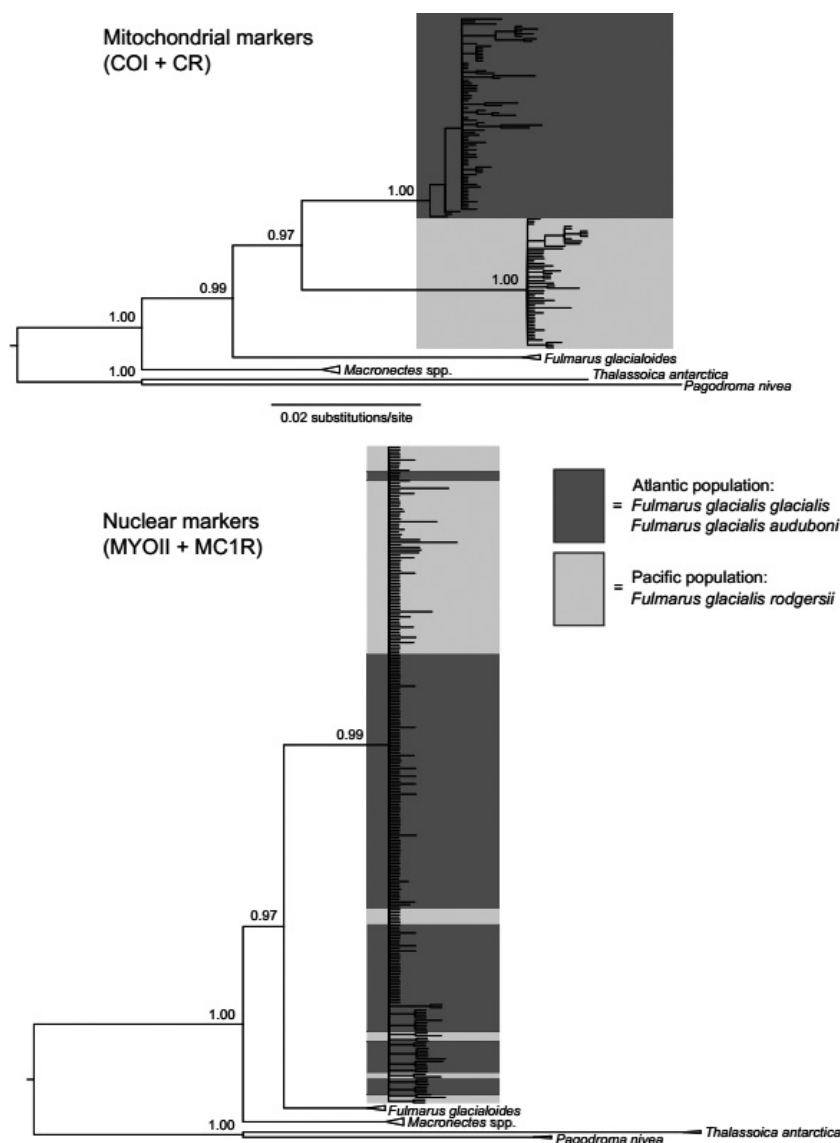 Mitochondrial markers
(COI + CR)
1.00
0.97
1.00
0.99
1.00
Fulmarus glacialoides
Macronectes spp.
1.00
Thalassoica antarctica
Pagodroma nivea
0.02 substitutions/site
Nuclear markers
(MYOII + MC1R)
Atlantic population:
= Fulmarus glacialis glacialis
Fulmarus glacialis auduboni
Pacific population:
= Fulmarus glacialis rodgersii
0.99
0.97
1.00
Fulmarus glacialoides
Macronectes spp.
1.00
Thalassoica antarctica
Pagodroma nivea